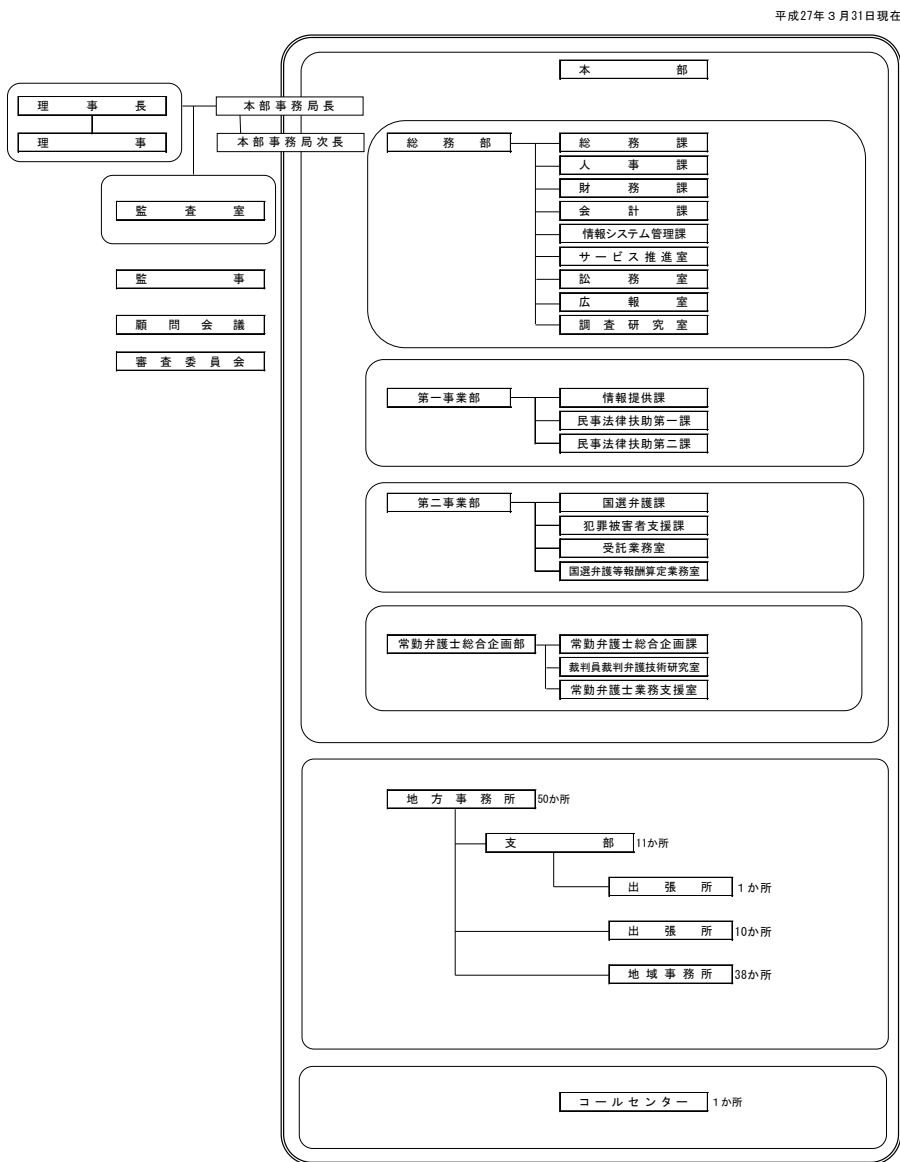 平成27年3月31日現在
本部
理事長
本部事務局長
理事
本部事務局次長
監査室
監事
顧問会議
審査委員会
総務部
総務課
人事課
財務課
会計課
情報システム管理課
サービス推進室
訟務室
広報室
調査研究室
第一事業部
情報提供課
民事法律扶助第一課
民事法律扶助第二課
第二事業部
国選弁護課
犯罪被害者支援課
受託業務室
国選弁護等報酬算定業務室
常勤弁護士総合企画部
常勤弁護士総合企画課
裁判員裁判弁護技術研究室
常勤弁護士業務支援室
地方事務所 50か所
支部 11か所
出張所 1か所
出張所 10か所
地域事務所 38か所
コールセンター 1か所